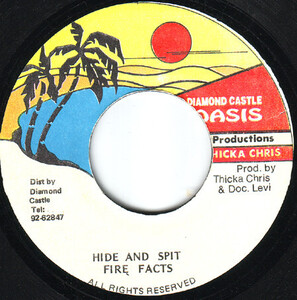 DIAMOND CASTLE
OASIS
Productions
THICKA CHRIS
Prod. by
Thicka Chris
& Doc. Levi
Dist by
Diamond
Castle
Tel:
92-62847
HIDE AND SPIT
FIRE FACTS
ALL RIGHTS RESERVED